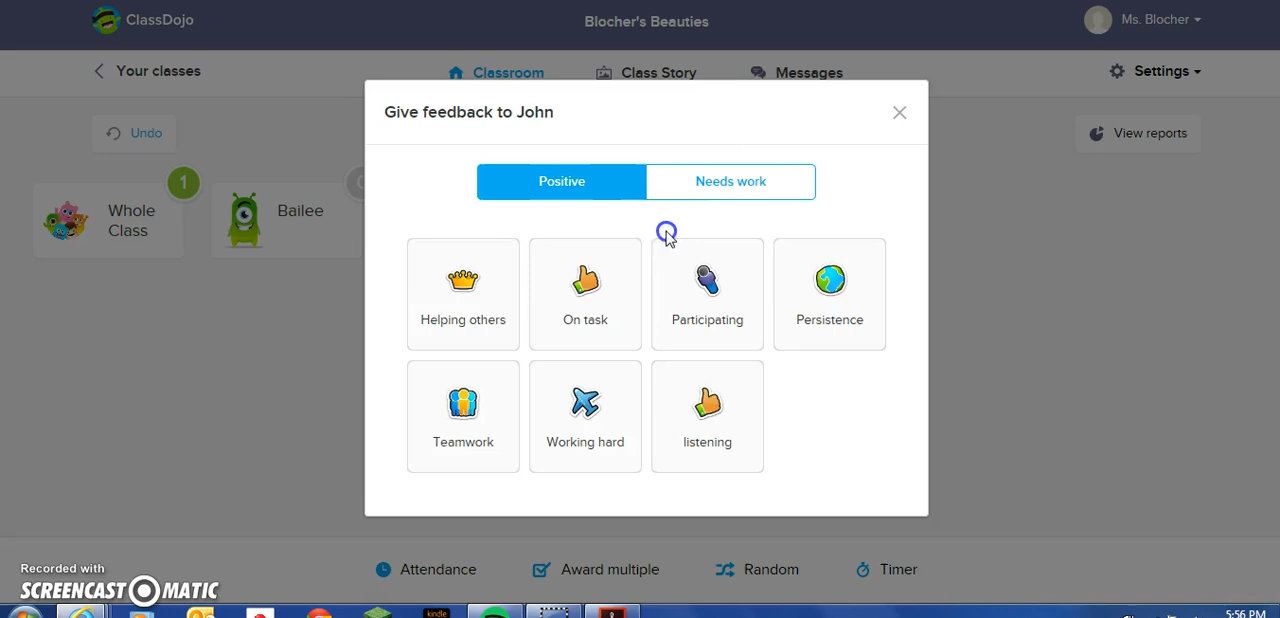 ClassDojo
Blocher's Beauties
Ms. Blocher
Your classes
Classroom
Class Story
Messages
Settings
Give feedback to John
Undo
View reports
Positive
Needs work
1
Whole
Class
Bailee
Helping others
On task
Participating
Persistence
Teamwork
Working hard
listening
Recorded with
SCREENCAST MATIC
Attendance
Award multiple
Random
Timer
kindle
5:56 PM